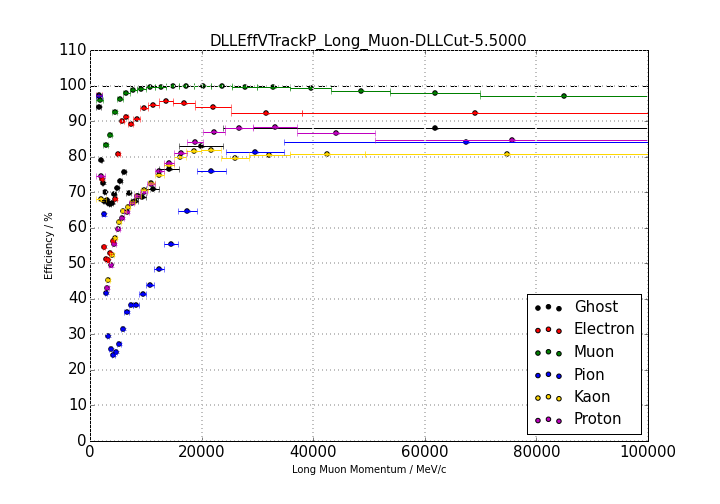 DLLEffVTrackP_Long_Muon-DLLCut-5.5000
110
100
90
80
70
60
50
40
30
20
10
0
Efficiency / %
Ghost
Electron
Muon
Pion
Kaon
Proton
0 20000 40000 60000 80000 100000
Long Muon Momentum / MeV/c